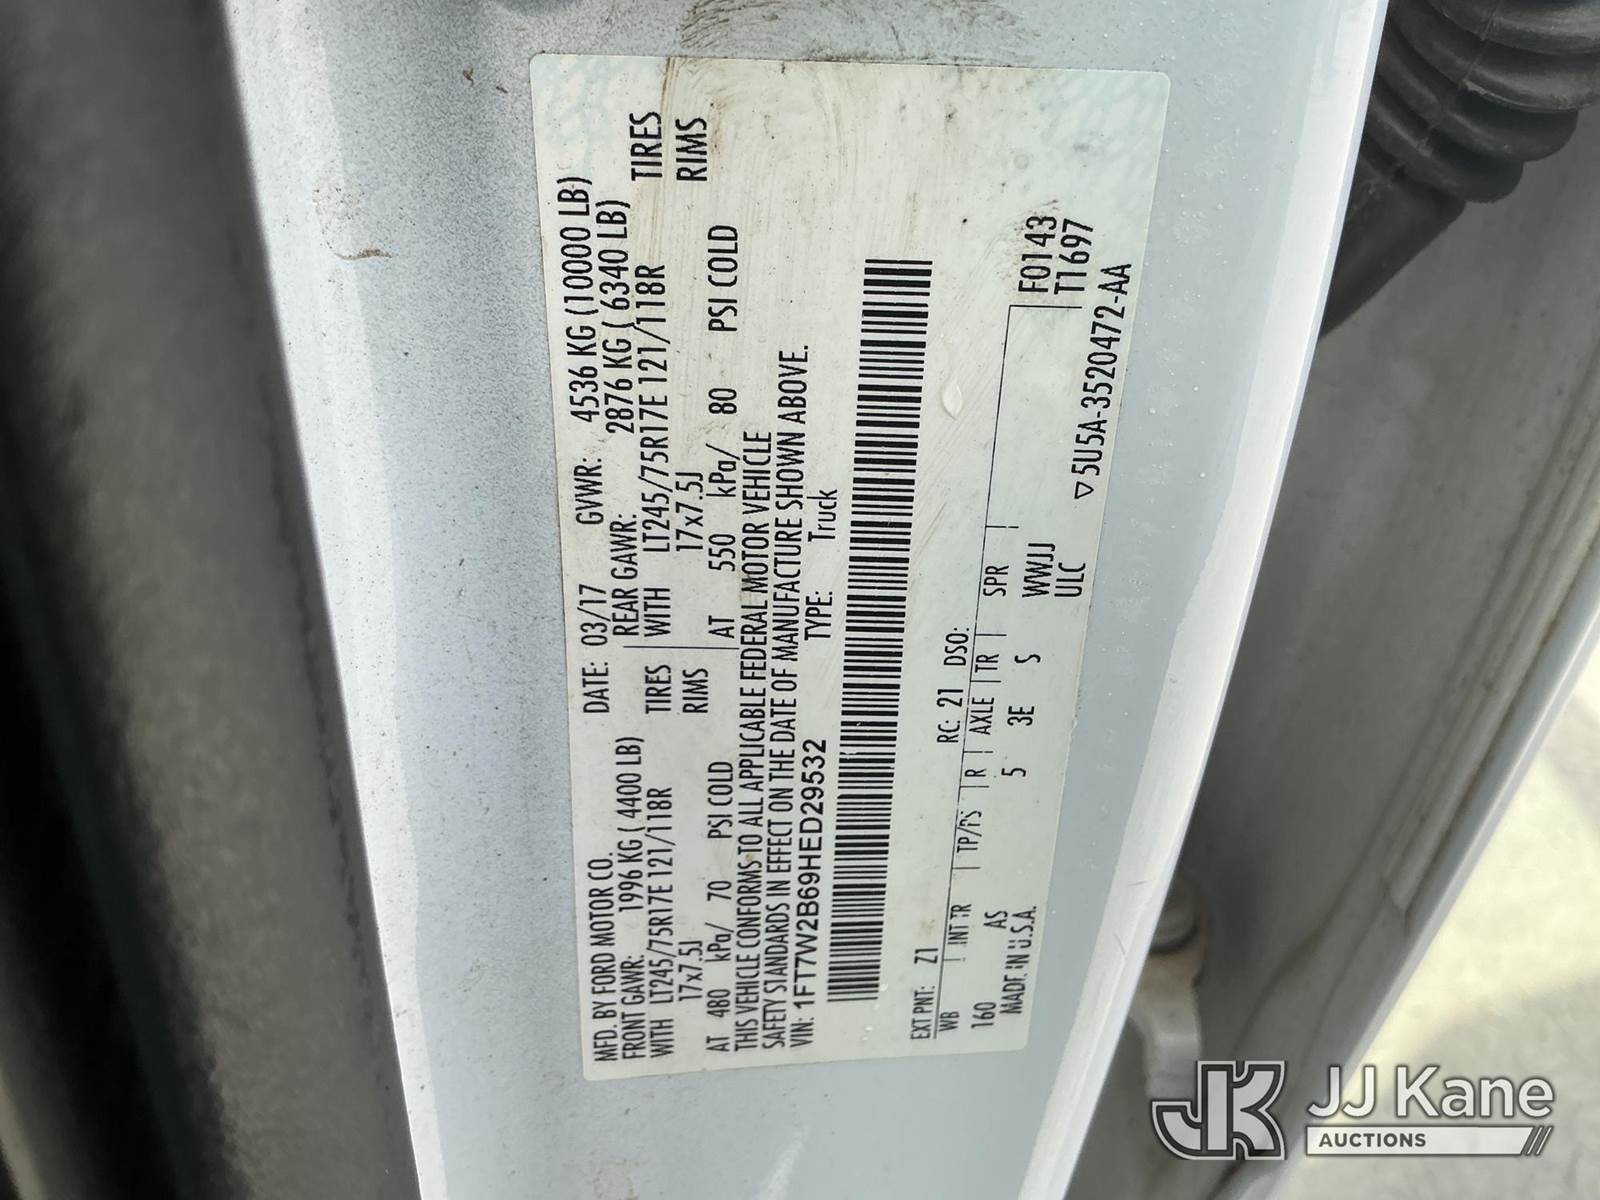 MFD. BY FORD MOTOR CO.
DATE: 03/17 GVWR: 4536 KG (10000 LB)
FRONT GAWR: 1996 KG ( 4400 LB)
REAR GAWR: 2876 KG ( 6340 LB)
WITH LT245/75R17E 121/118R TIRES
WITH LT245/75R17E 121/118R TIRES
17x7.5J RIMS
17x7.5J RIMS
AT 480 kPa/ 70 PSI COLD
AT 550 kPa/ 80 PSI COLD
THIS VEHICLE CONFORMS TO ALL APPLICABLE FEDERAL MOTOR VEHICLE
SAFETY STANDARDS IN EFFECT ON THE DATE OF MANUFACTURE SHOWN ABOVE.
VIN: 1FT7W2B69HED29532 TYPE: Truck
EXT PNT: Z1 RC: 21 DSO:
WB INT TR TP/PS R AXLE TR SPR
160 AS 5 3E S WWJJ F0143
MADE IN U.S.A. ULC T1697
▽5U5A-3520472-AA
JK JJ Kane
AUCTIONS